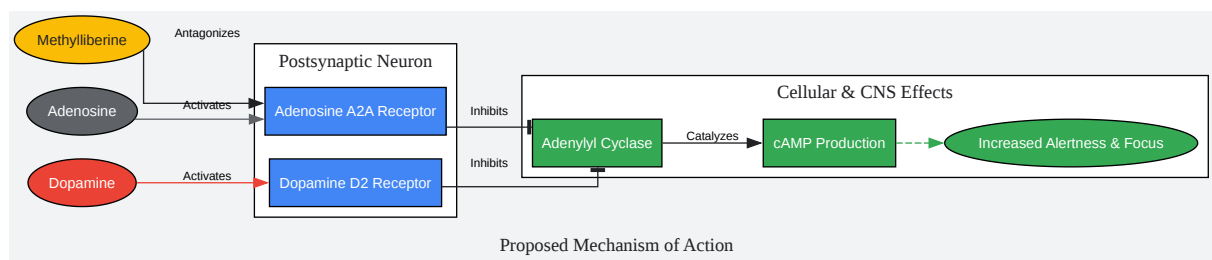 Methylliberine
Antagonizes
Postsynaptic Neuron
Adenosine
Activates
Adenosine A2A Receptor
Inhibits
Cellular & CNS Effects
Adenylyl Cyclase
Catalyzes
cAMP Production
Increased Alertness & Focus
Dopamine
Activates
Dopamine D2 Receptor
Inhibits
Proposed Mechanism of Action